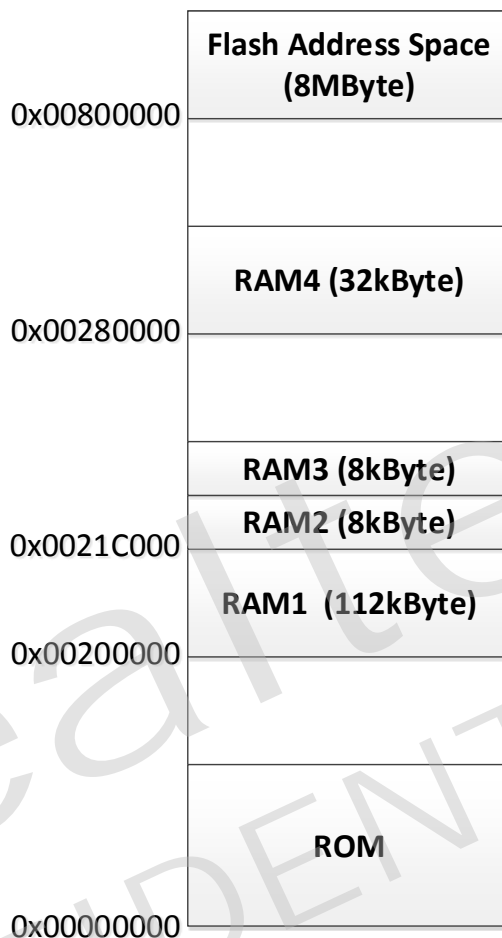 Flash Address Space
(8MByte)
0x00800000
RAM4 (32kByte)
0x00280000
RAM3 (8kByte)
RAM2 (8kByte)
0x0021C000
RAM1 (112kByte)
0x00200000
ROM
0x00000000